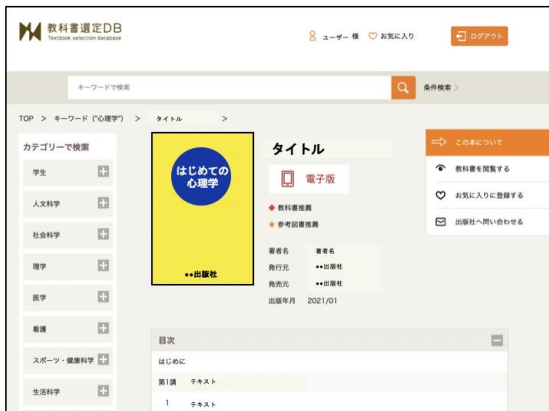 教科書選定DB
Textbook selection database
ユーザー 様
お気に入り
ログアウト
キーワードで検索
条件検索 >
TOP > キーワード ("心理学") > タイトル >
カテゴリーで検索
学生
人文科学
社会科学
理学
医学
看護
スポーツ・健康科学
生活科学
はじめての
心理学
●●出版社
タイトル
電子版
教科書推薦
参考図書推薦
著者名 著者名
発行元 ●●出版社
発売元 ●●出版社
出版年月 2021/01
この本について
教科書を閲覧する
お気に入りに登録する
出版社へ問い合わせる
目次
はじめに
第1講 テキスト
1 テキスト